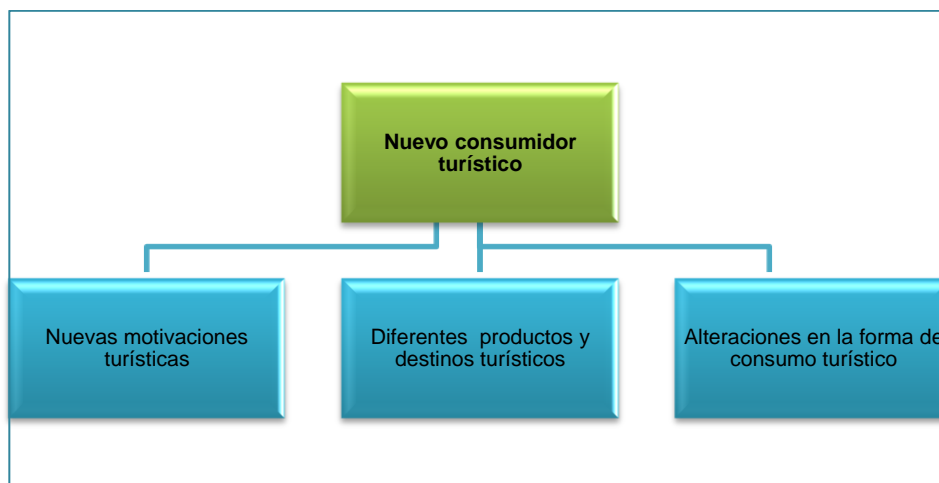 Nuevo consumidor
turístico
Nuevas motivaciones
turísticas
Diferentes productos y
destinos turísticos
Alteraciones en la forma de
consumo turístico